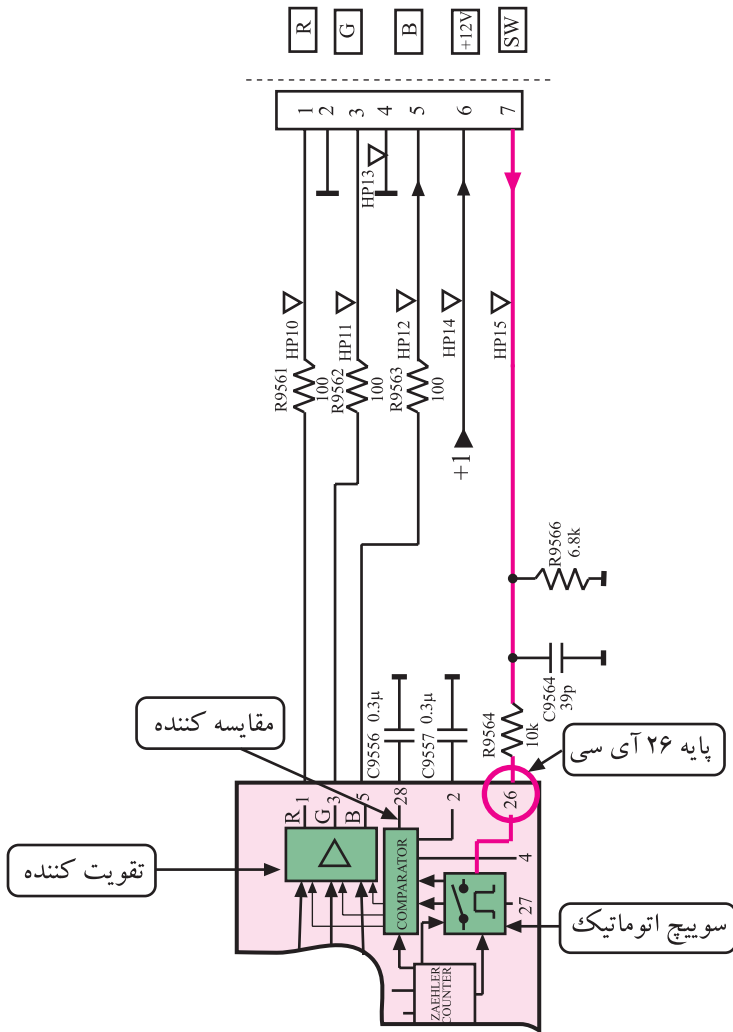 R
G
B
+12V
SW
1
2
3
4
5
6
7
HP13
HP10
HP11
HP12
HP14
HP15
R9561
100
R9562
100
R9563
100
+1
R9566
6.8k
C9564
39p
R9564
10k
C9556 0.3µ
C9557 0.3µ
مقایسه کننده
پایه ۲۶ آی سی
R 1
G 3
B 5
28
2
26
4
27
تقویت کننده
COMPARATOR
سوییچ اتوماتیک
ZAEHLER
COUNTER